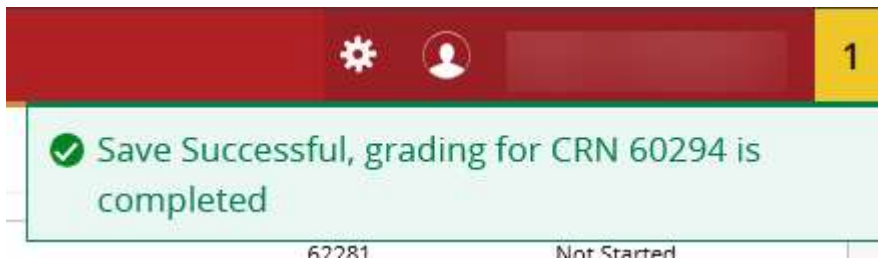 1
Save Successful, grading for CRN 60294 is
completed
62281 Not Started